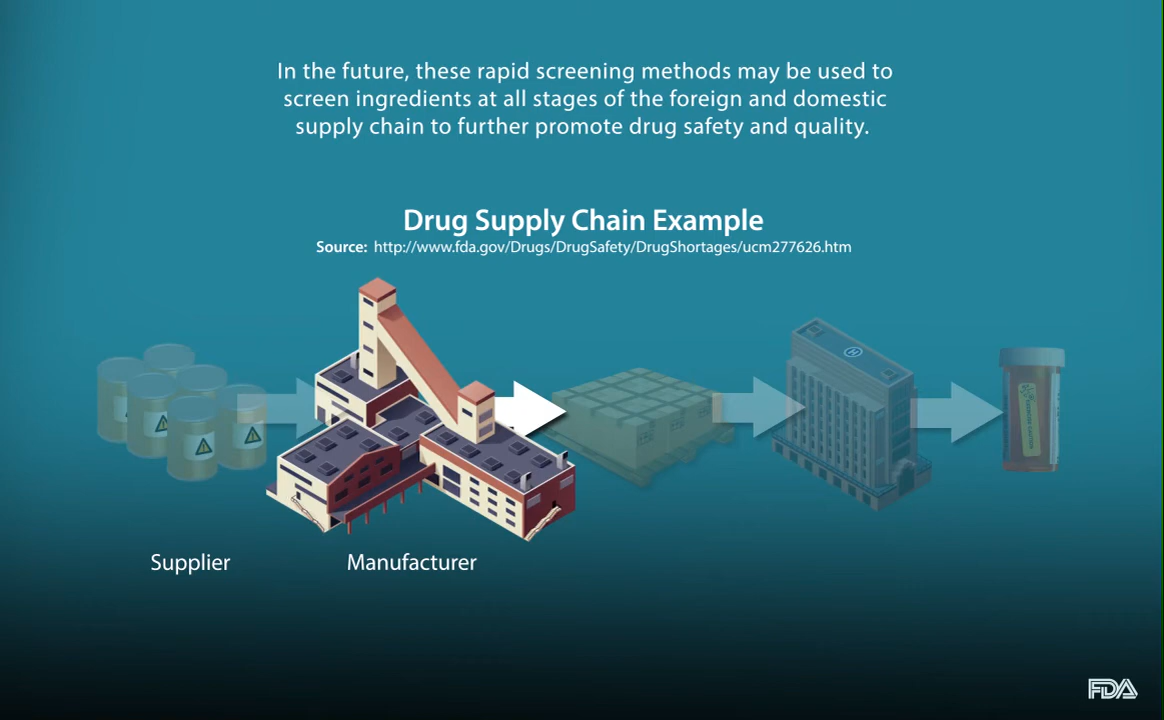 In the future, these rapid screening methods may be used to
screen ingredients at all stages of the foreign and domestic
supply chain to further promote drug safety and quality.
Drug Supply Chain Example
Source: http://www.fda.gov/Drugs/DrugSafety/DrugShortages/ucm277626.htm
H
Supplier
Manufacturer
FDA